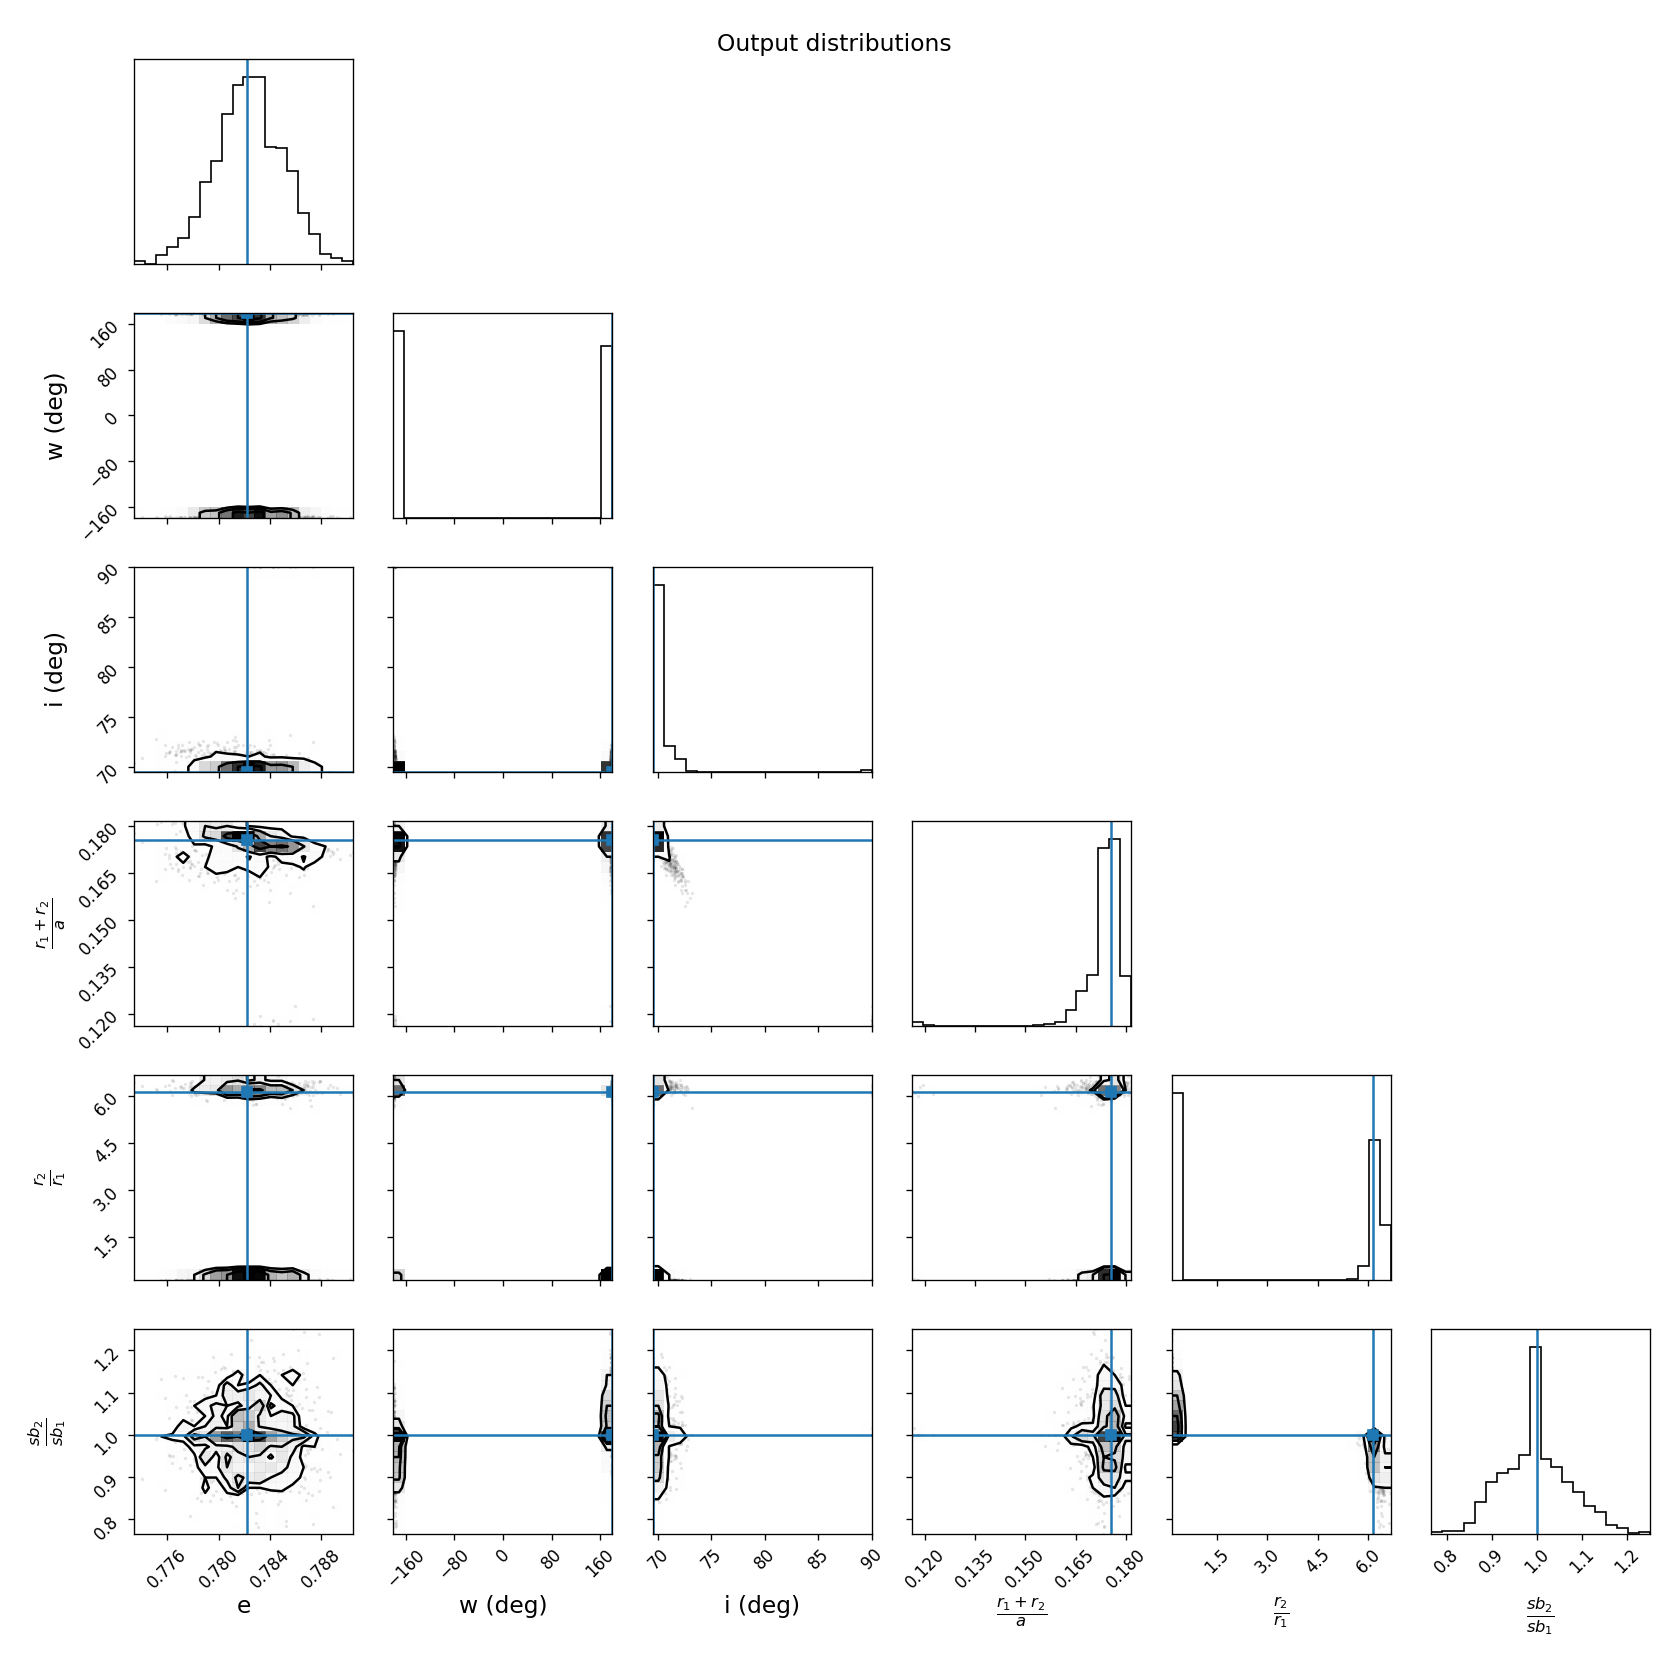 Output distributions
w (deg)
160
80
0
−80
−160
i (deg)
90
85
80
75
70
r1 + r2
a
0.180
0.165
0.150
0.135
0.120
r2
r1
6.0
4.5
3.0
1.5
sb2
sb1
1.2
1.1
1.0
0.9
0.8
0.776 0.780 0.784 0.788
e
−160 −80 0 80 160
w (deg)
70 75 80 85 90
i (deg)
0.120 0.135 0.150 0.165 0.180
r1 + r2
a
1.5 3.0 4.5 6.0
r2
r1
0.8 0.9 1.0 1.1 1.2
sb2
sb1